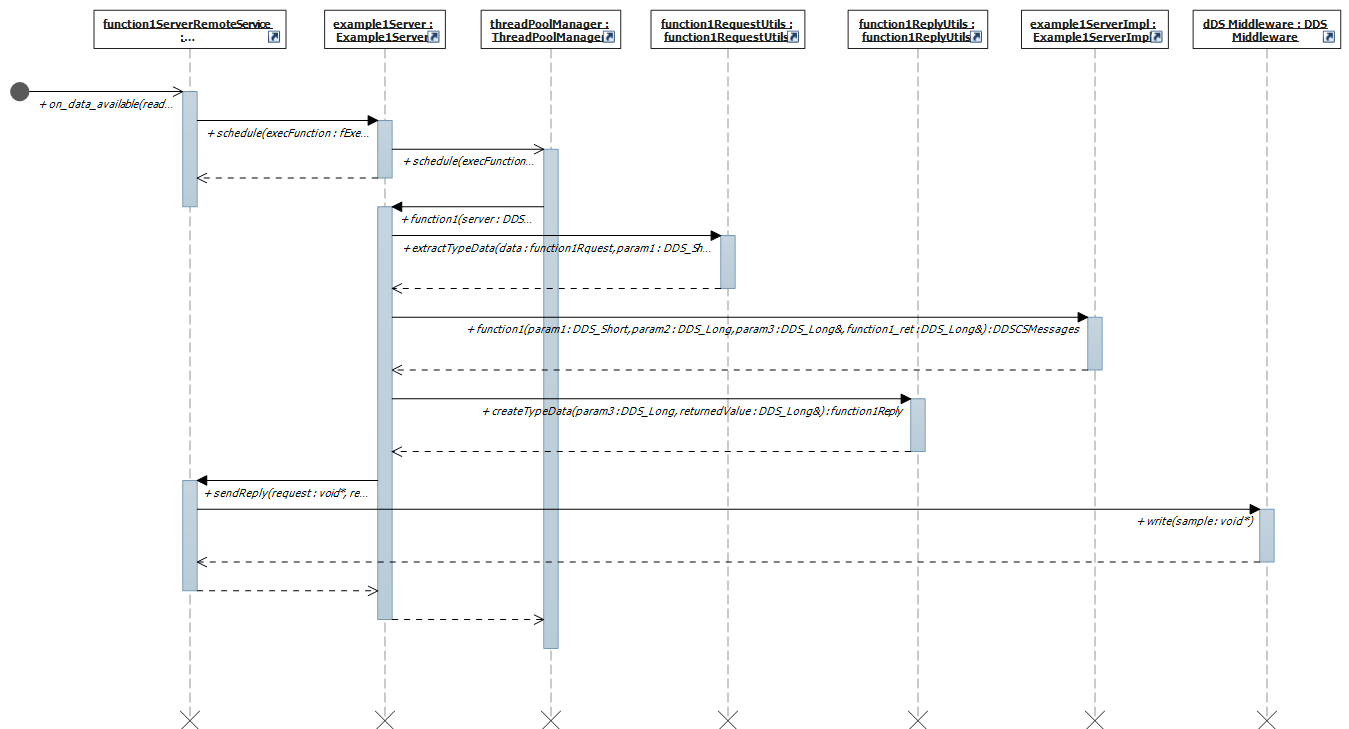 function1ServerRemoteService
:...
example1Server :
Example1Server
threadPoolManager :
ThreadPoolManager
function1RequestUtils :
function1RequestUtils
function1ReplyUtils :
function1ReplyUtils
example1ServerImpl :
Example1ServerImpl
dDS Middleware : DDS
Middleware
+ on_data_available(read...
+ schedule(execFunction : fExe...
+ schedule(execFunction...
+ function1(server : DDS...
+ extractTypeData(data : function1Rquest,param1 : DDS_Sh...
+ function1(param1 : DDS_Short,param2 : DDS_Long,param3 : DDS_Long&,function1_ret : DDS_Long&) : DDSCSMessages
+ createTypeData(param3 : DDS_Long,returnedValue : DDS_Long&) : function1Reply
+ sendReply(request : void*, re...
+ write(sample : void*)